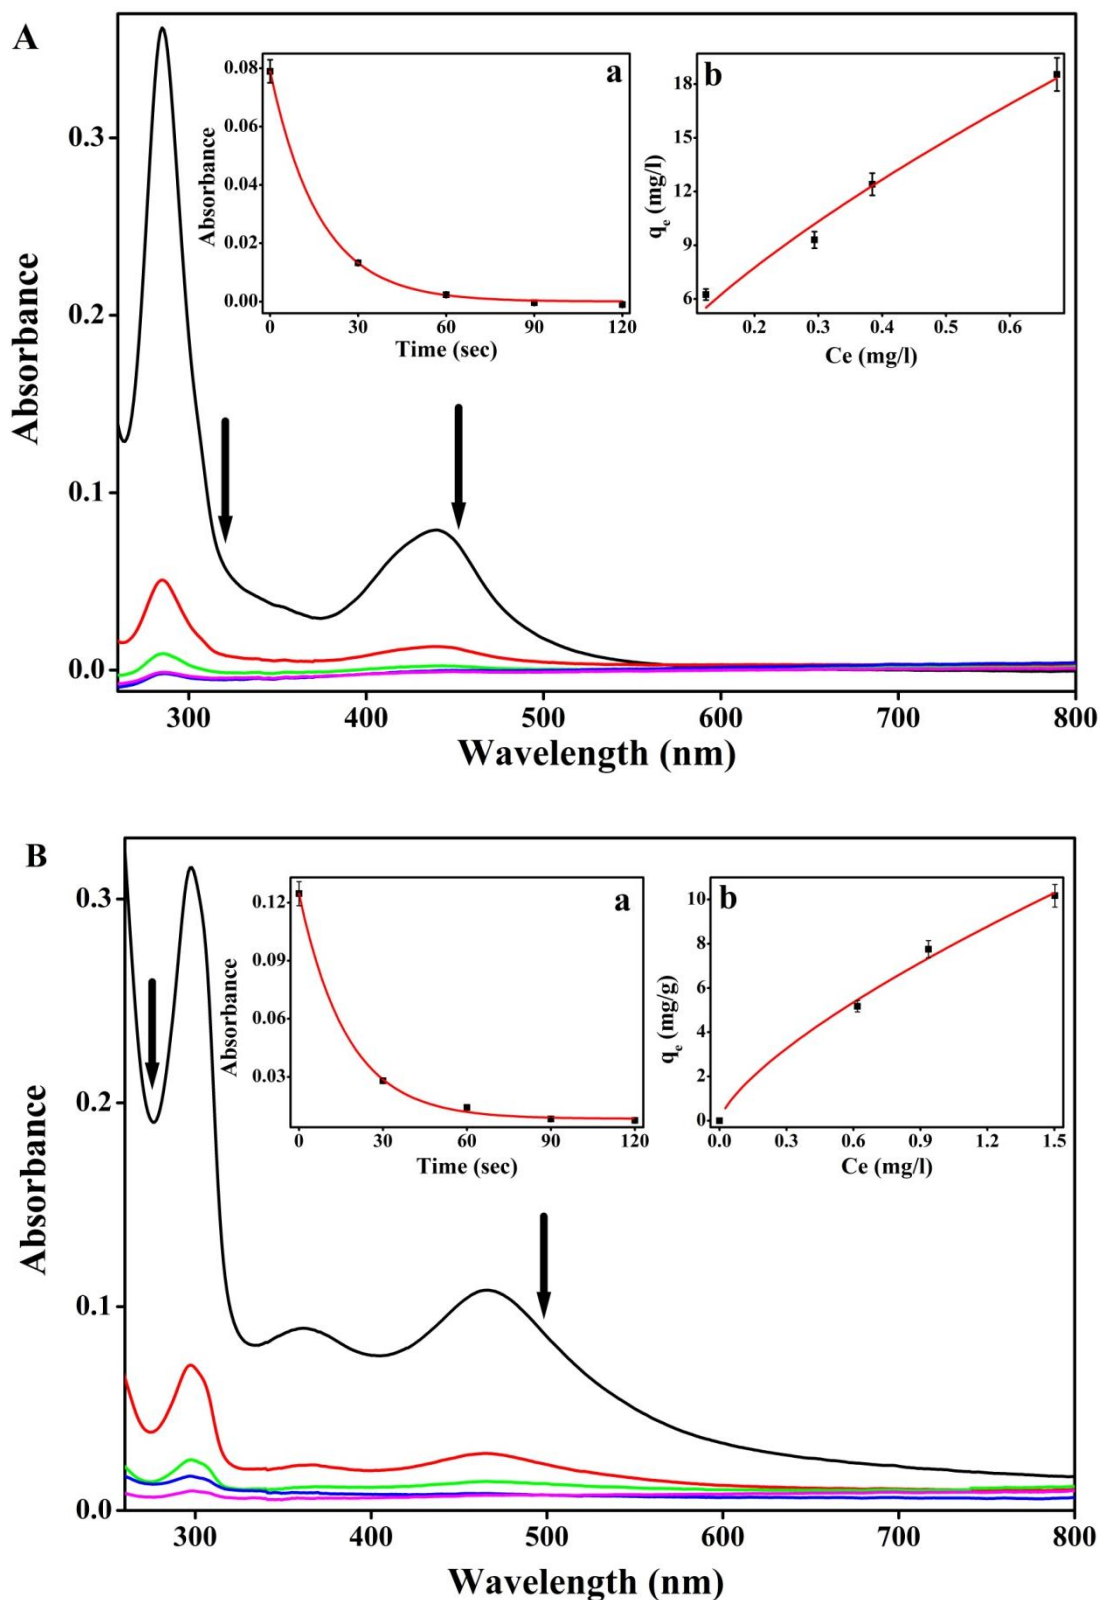 A
Absorbance
0.3
0.2
0.1
0.0
300 400 500 600 700 800
Wavelength (nm)
a
Absorbance
0.08
0.06
0.04
0.02
0.00
0 30 60 90 120
Time (sec)
b
qe (mg/l)
18
15
12
9
6
0.2 0.3 0.4 0.5 0.6
Ce (mg/l)
B
Absorbance
0.3
0.2
0.1
0.0
300 400 500 600 700 800
Wavelength (nm)
a
Absorbance
0.12
0.09
0.06
0.03
0 30 60 90 120
Time (sec)
b
qe (mg/g)
10
8
6
4
2
0
0.0 0.3 0.6 0.9 1.2 1.5
Ce (mg/l)